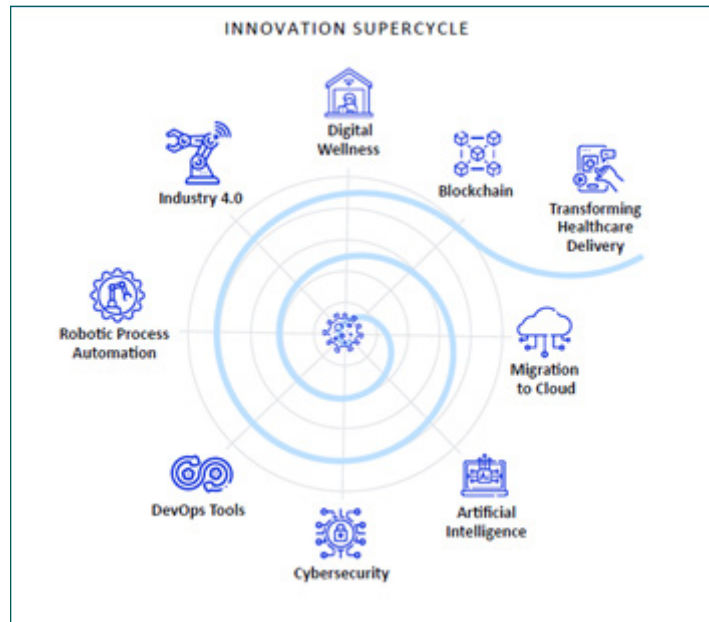 INNOVATION SUPERCYCLE
Digital
Wellness
Industry 4.0
Blockchain
Transforming
Healthcare
Delivery
Robotic Process
Automation
Migration
to Cloud
DevOps Tools
Artificial
Intelligence
Cybersecurity